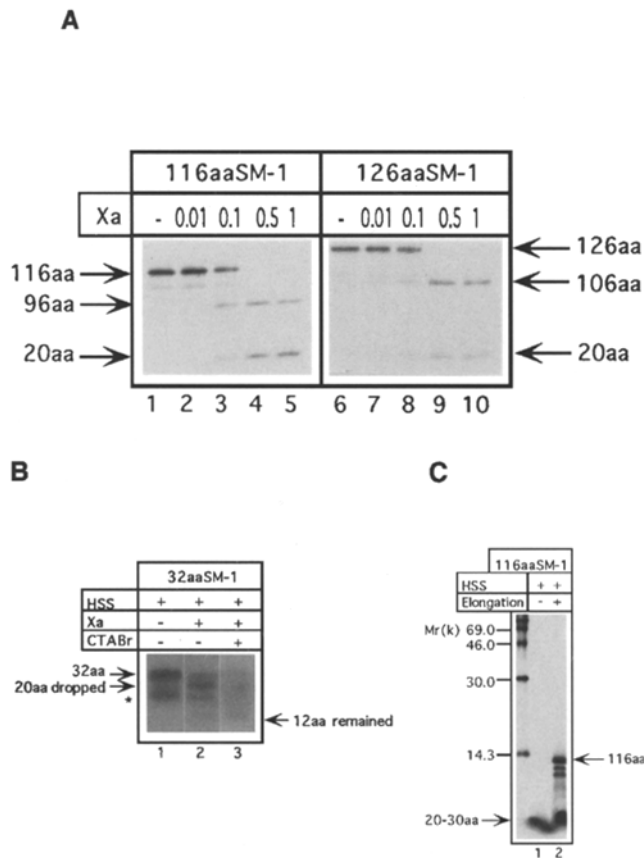 A
116aaSM-1 126aaSM-1
Xa - 0.01 0.1 0.5 1 - 0.01 0.1 0.5 1
116aa
96aa
20aa
126aa
106aa
20aa
1 2 3 4 5 6 7 8 9 10
B
32aaSM-1
HSS + + +
Xa - + +
CTABr - - +
32aa
20aa dropped
*
12aa remained
1 2 3
C
116aaSM-1
HSS + +
Elongation - +
Mr(k) 69.0
46.0
30.0
14.3
116aa
20-30aa
1 2